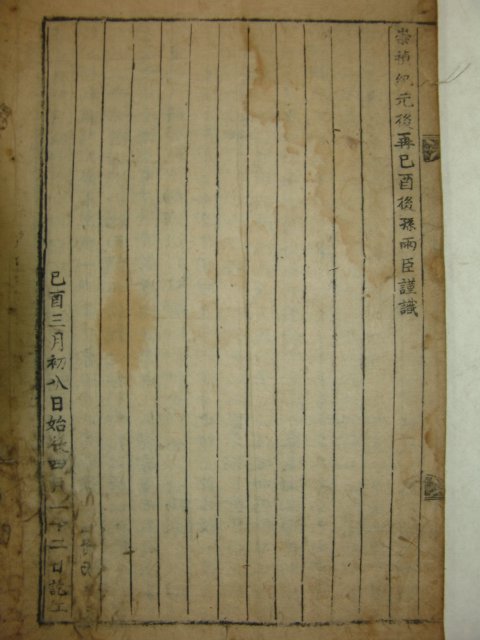 崇禎紀元後再己酉後孫雨臣謹識
己酉三月初八日始役四月二十二日訖工